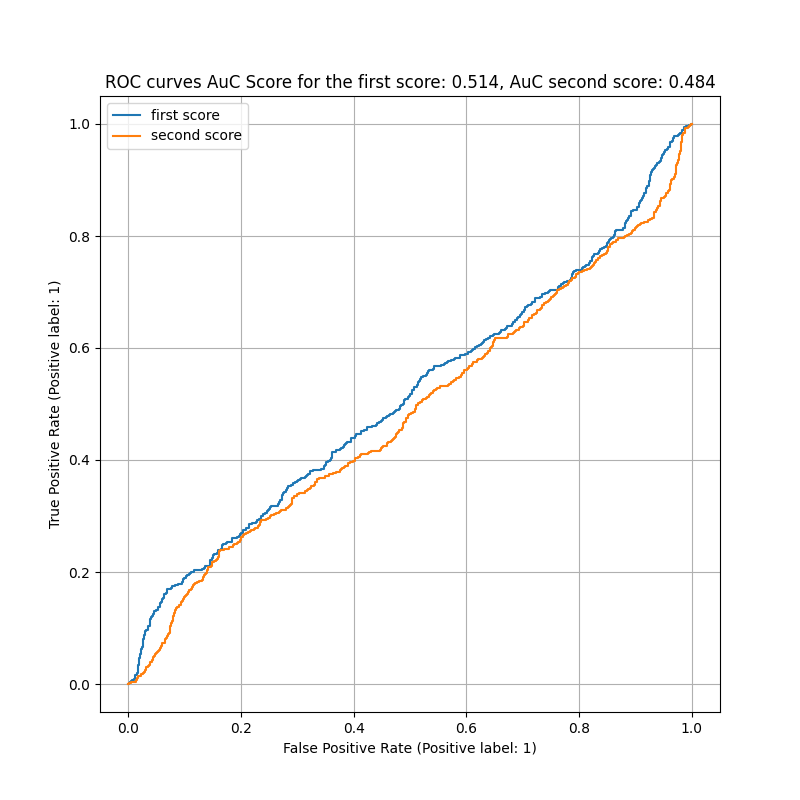 ROC curves AuC Score for the first score: 0.514, AuC second score: 0.484
first score
second score
1.0
0.8
0.6
0.4
0.2
0.0
True Positive Rate (Positive label: 1)
0.0 0.2 0.4 0.6 0.8 1.0
False Positive Rate (Positive label: 1)